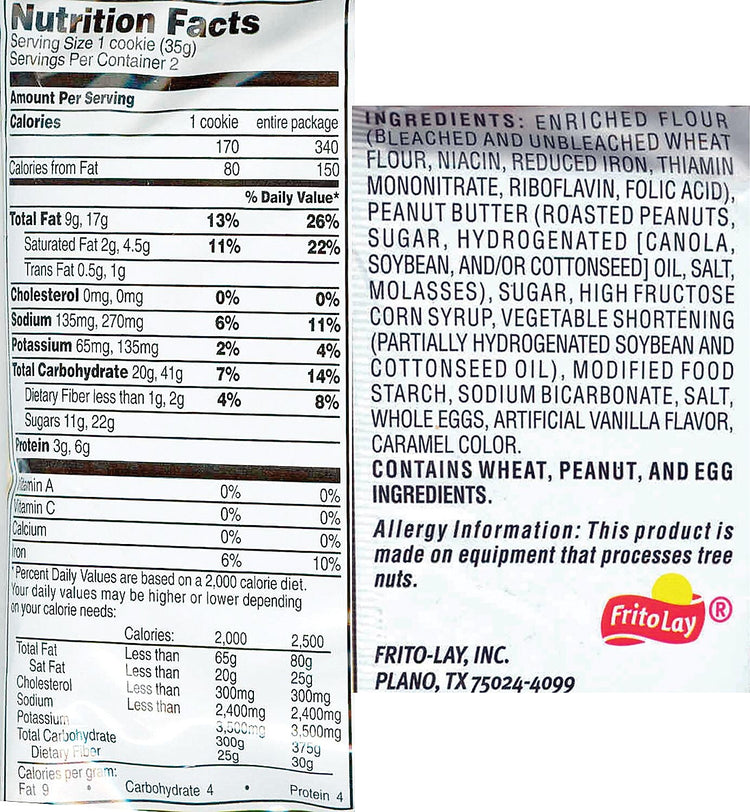 Nutrition Facts
Serving Size 1 cookie (35g)
Servings Per Container 2
Amount Per Serving
Calories 1 cookie entire package
170 340
Calories from Fat 80 150
% Daily Value*
Total Fat 9g, 17g 13% 26%
Saturated Fat 2g, 4.5g 11% 22%
Trans Fat 0.5g, 1g
Cholesterol 0mg, 0mg 0% 0%
Sodium 135mg, 270mg 6% 11%
Potassium 65mg, 135mg 2% 4%
Total Carbohydrate 20g, 41g 7% 14%
Dietary Fiber less than 1g, 2g 4% 8%
Sugars 11g, 22g
Protein 3g, 6g
Vitamin A 0% 0%
Vitamin C 0% 0%
Calcium 0% 0%
Iron 6% 10%
*Percent Daily Values are based on a 2,000 calorie diet.
Your daily values may be higher or lower depending
on your calorie needs:
Calories: 2,000 2,500
Total Fat Less than 65g 80g
Sat Fat Less than 20g 25g
Cholesterol Less than 300mg 300mg
Sodium Less than 2,400mg 2,400mg
Potassium 3,500mg 3,500mg
Total Carbohydrate 300g 375g
Dietary Fiber 25g 30g
Calories per gram:
Fat 9 • Carbohydrate 4 • Protein 4
INGREDIENTS: ENRICHED FLOUR
(BLEACHED AND UNBLEACHED WHEAT
FLOUR, NIACIN, REDUCED IRON, THIAMIN
MONONITRATE, RIBOFLAVIN, FOLIC ACID),
PEANUT BUTTER (ROASTED PEANUTS,
SUGAR, HYDROGENATED [CANOLA,
SOYBEAN, AND/OR COTTONSEED] OIL, SALT,
MOLASSES), SUGAR, HIGH FRUCTOSE
CORN SYRUP, VEGETABLE SHORTENING
(PARTIALLY HYDROGENATED SOYBEAN AND
COTTONSEED OIL), MODIFIED FOOD
STARCH, SODIUM BICARBONATE, SALT,
WHOLE EGGS, ARTIFICIAL VANILLA FLAVOR,
CARAMEL COLOR.
CONTAINS WHEAT, PEANUT, AND EGG
INGREDIENTS.
Allergy Information: This product is
made on equipment that processes tree
nuts.
Frito Lay ®
FRITO-LAY, INC.
PLANO, TX 75024-4099